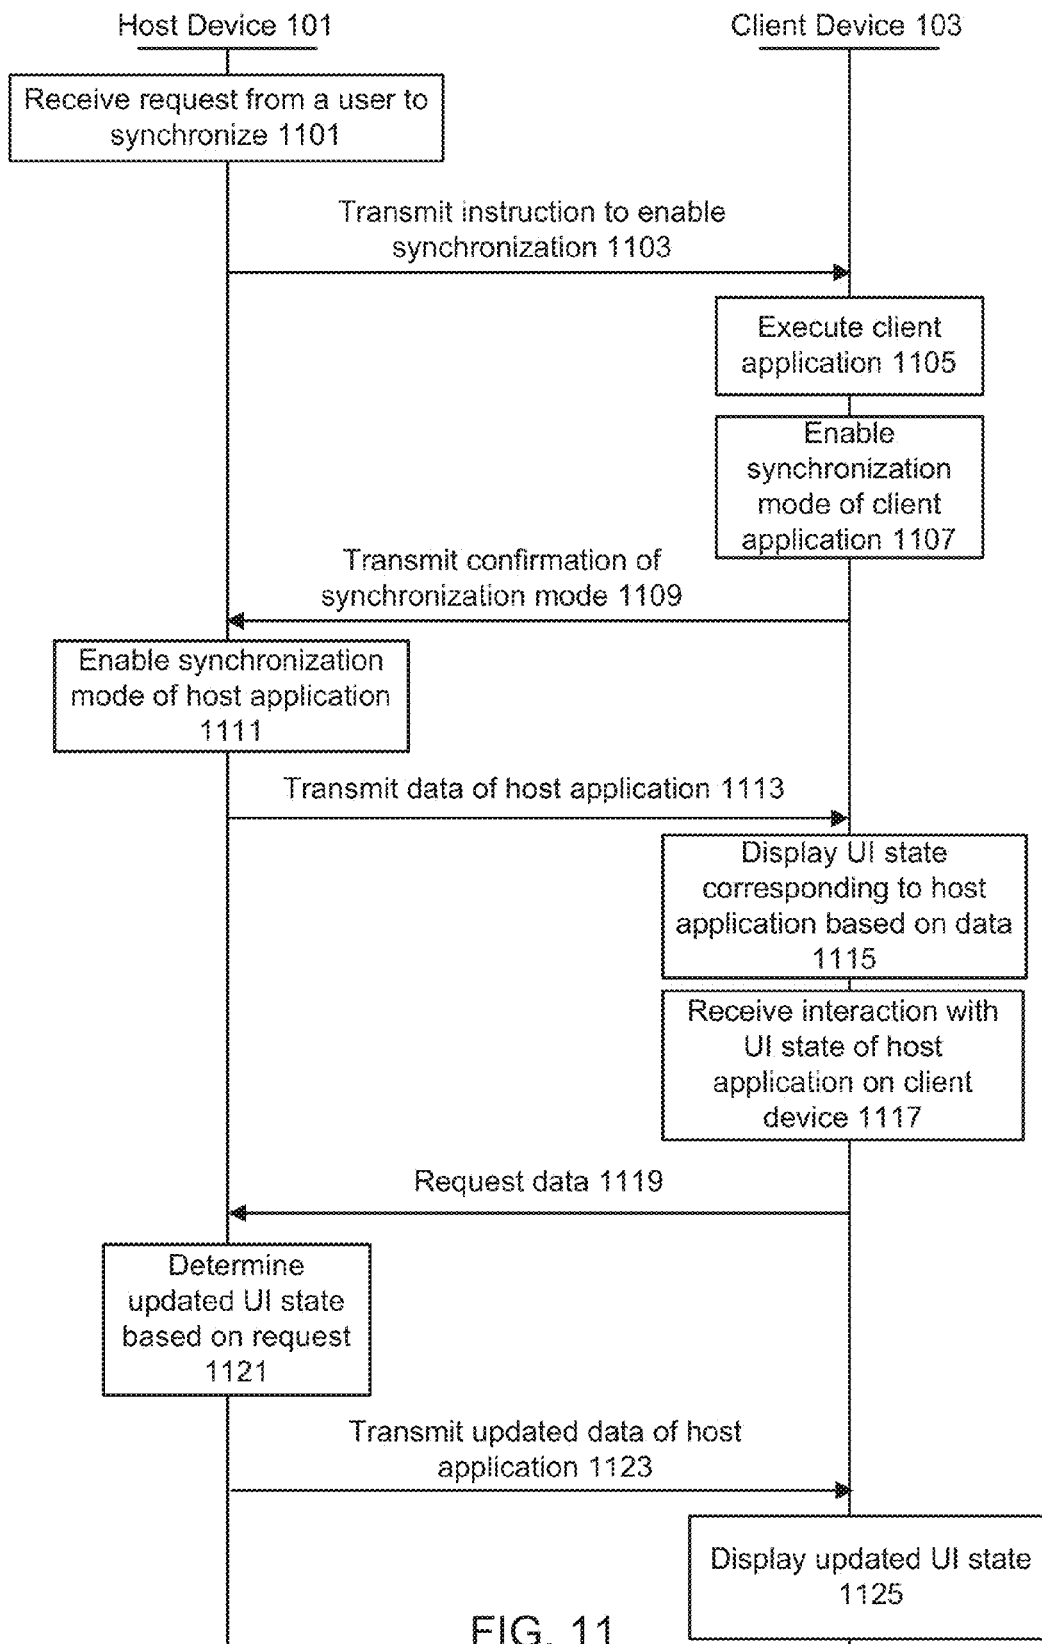 Host Device 101
Client Device 103
Receive request from a user to
synchronize 1101
Transmit instruction to enable
synchronization 1103
Execute client
application 1105
Enable
synchronization
mode of client
application 1107
Transmit confirmation of
synchronization mode 1109
Enable synchronization
mode of host application
1111
Transmit data of host application 1113
Display UI state
corresponding to host
application based on data
1115
Receive interaction with
UI state of host
application on client
device 1117
Request data 1119
Determine
updated UI state
based on request
1121
Transmit updated data of host
application 1123
Display updated UI state
1125
FIG. 11